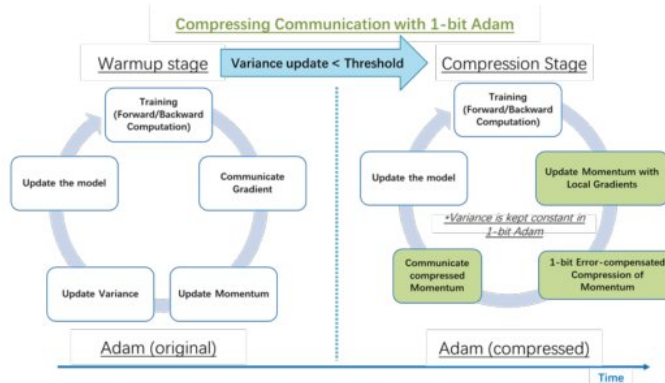 Compressing Communication with 1-bit Adam
Warmup stage
Variance update < Threshold
Compression Stage
Training
(Forward/Backward
Computation)
Communicate
Gradient
Update Momentum
Update Variance
Update the model
Training
(Forward/Backward
Computation)
Update Momentum with
Local Gradients
1-bit Error-compensated
Compression of
Momentum
Communicate
compressed
Momentum
Update the model
*Variance is kept constant in
1-bit Adam
Adam (original)
Adam (compressed)
Time